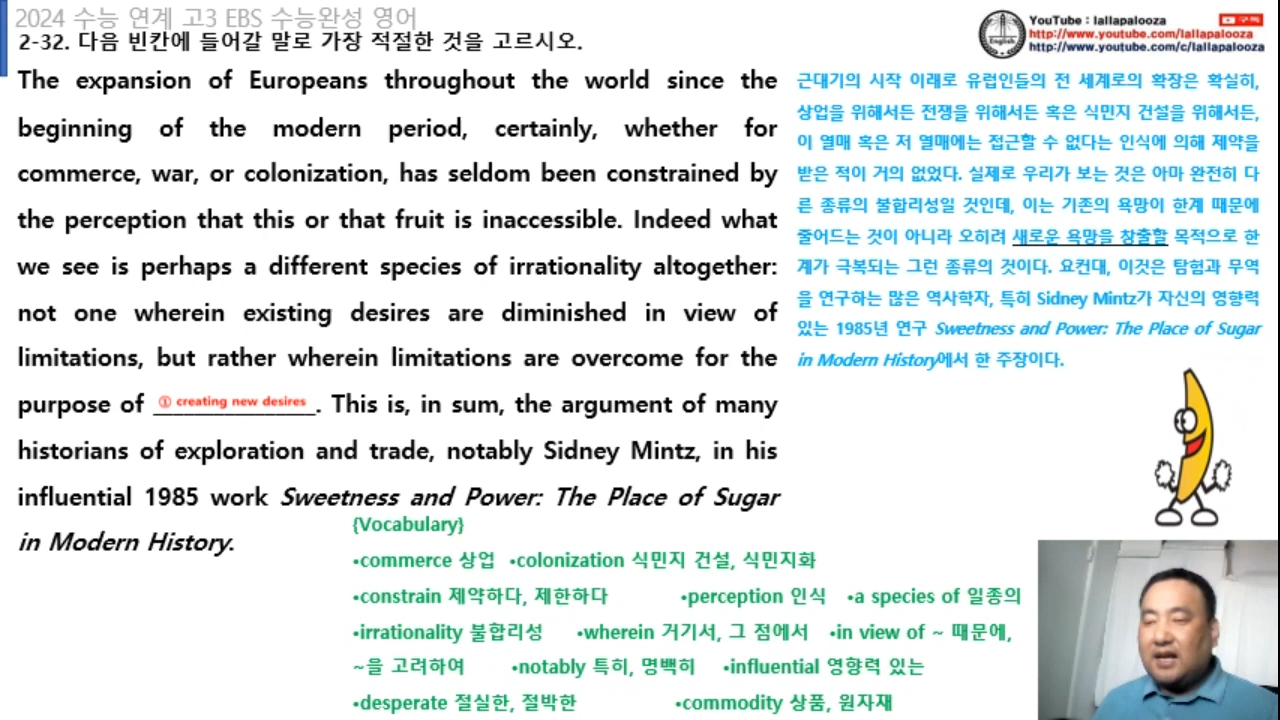 2024 수능 연계 고3 EBS 수능완성 영어
2-32. 다음 빈칸에 들어갈 말로 가장 적절한 것을 고르시오.
YouTube : lallapalooza
구독
http://www.youtube.com/lallapalooza
http://www.youtube.com/c/lallapalooza
English
The expansion of Europeans throughout the world since the
beginning of the modern period, certainly, whether for
commerce, war, or colonization, has seldom been constrained by
the perception that this or that fruit is inaccessible. Indeed what
we see is perhaps a different species of irrationality altogether:
not one wherein existing desires are diminished in view of
limitations, but rather wherein limitations are overcome for the
purpose of ① creating new desires. This is, in sum, the argument of many
historians of exploration and trade, notably Sidney Mintz, in his
influential 1985 work Sweetness and Power: The Place of Sugar
in Modern History.
근대기의 시작 이래로 유럽인들의 전 세계로의 확장은 확실히,
상업을 위해서든 전쟁을 위해서든 혹은 식민지 건설을 위해서든,
이 열매 혹은 저 열매에는 접근할 수 없다는 인식에 의해 제약을
받은 적이 거의 없었다. 실제로 우리가 보는 것은 아마 완전히 다
른 종류의 불합리성일 것인데, 이는 기존의 욕망이 한계 때문에
줄어드는 것이 아니라 오히려 새로운 욕망을 창출할 목적으로 한
계가 극복되는 그런 종류의 것이다. 요컨대, 이것은 탐험과 무역
을 연구하는 많은 역사학자, 특히 Sidney Mintz가 자신의 영향력
있는 1985년 연구 Sweetness and Power: The Place of Sugar
in Modern History에서 한 주장이다.
{Vocabulary}
•commerce 상업 •colonization 식민지 건설, 식민지화
•constrain 제약하다, 제한하다 •perception 인식 •a species of 일종의
•irrationality 불합리성 •wherein 거기서, 그 점에서 •in view of ~ 때문에,
~을 고려하여 •notably 특히, 명백히 •influential 영향력 있는
•desperate 절실한, 절박한 •commodity 상품, 원자재